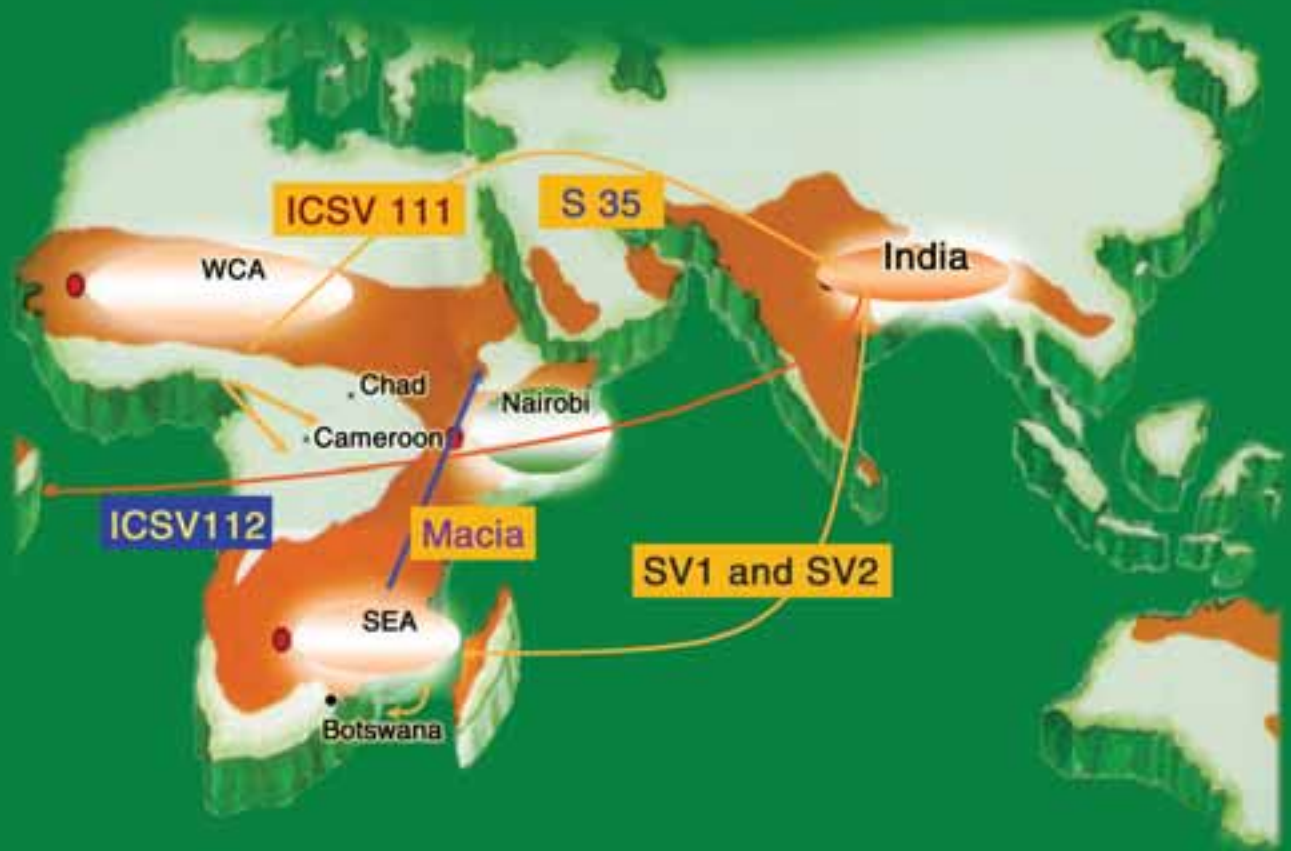 ICSV 111
S 35
India
WCA
Chad
Nairobi
Cameroon
ICSV112
Macia
SV1 and SV2
SEA
Botswana